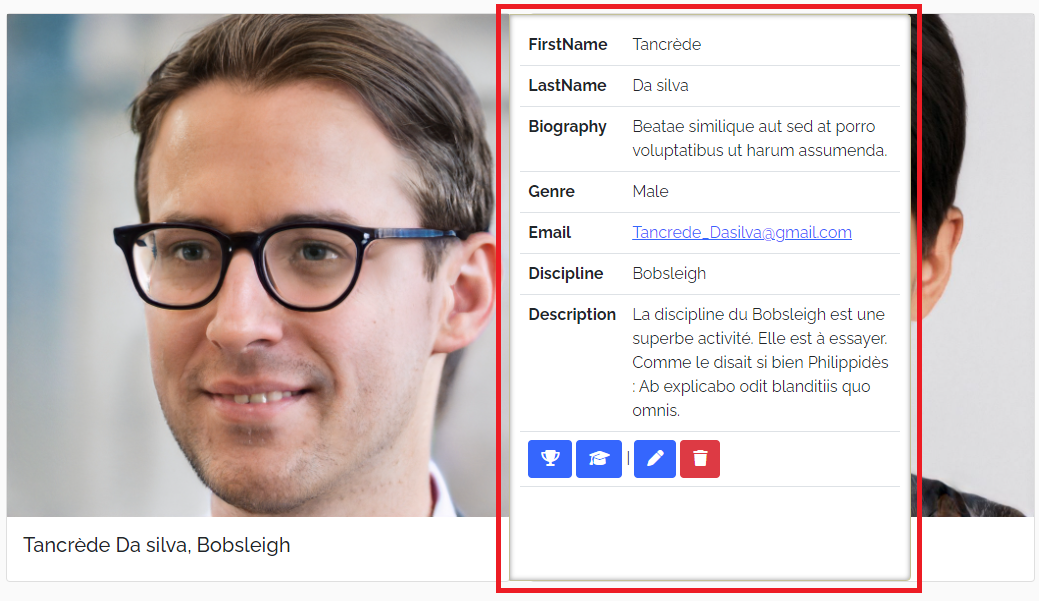 FirstName Tancrède
LastName Da silva
Biography Beatae similique aut sed at porro
voluptatibus ut harum assumenda.
Genre Male
Email Tancrede_Dasilva@gmail.com
Discipline Bobsleigh
Description La discipline du Bobsleigh est une
superbe activité. Elle est à essayer.
Comme le disait si bien Philippidès
: Ab explicabo odit blanditiis quo
omnis.
|
Tancrède Da silva, Bobsleigh